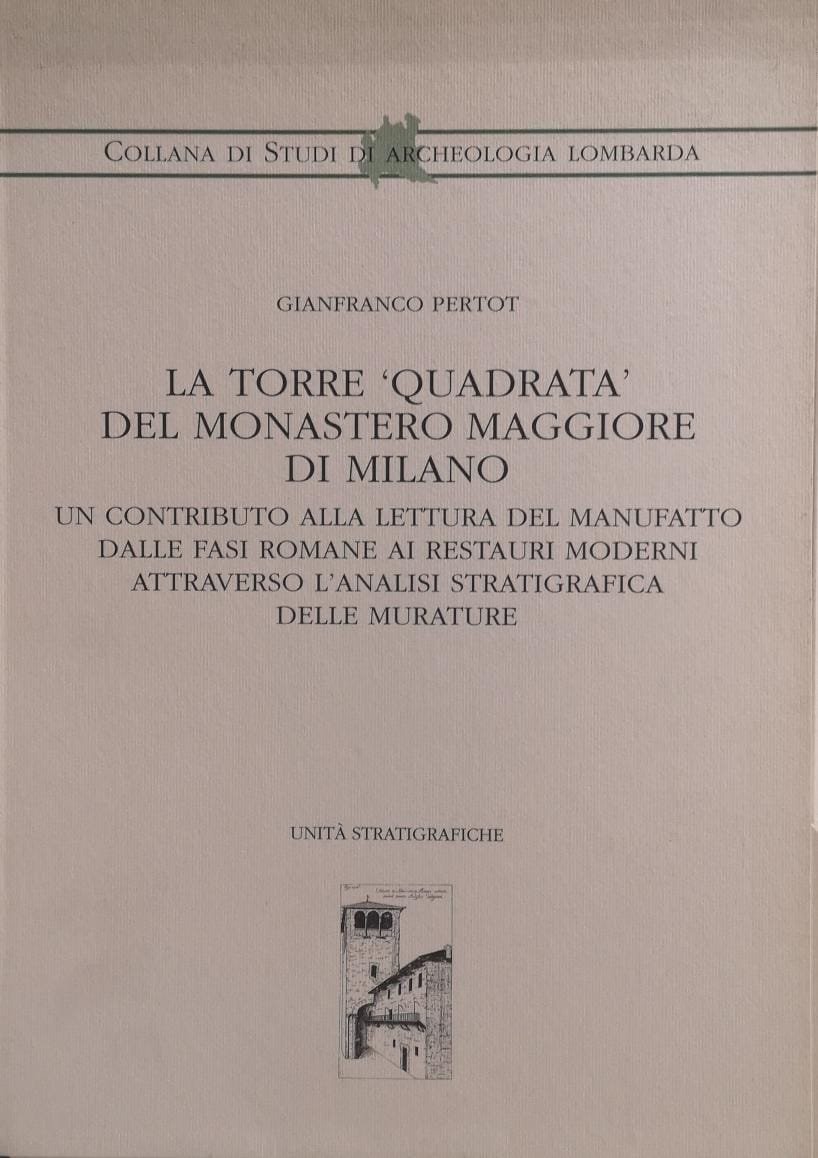 COLLANA DI STUDI DI ARCHEOLOGIA LOMBARDA
GIANFRANCO PERTOT
LA TORRE ‘QUADRATA’
DEL MONASTERO MAGGIORE
DI MILANO
UN CONTRIBUTO ALLA LETTURA DEL MANUFATTO
DALLE FASI ROMANE AI RESTAURI MODERNI
ATTRAVERSO L’ANALISI STRATIGRAFICA
DELLE MURATURE
UNITÀ STRATIGRAFICHE